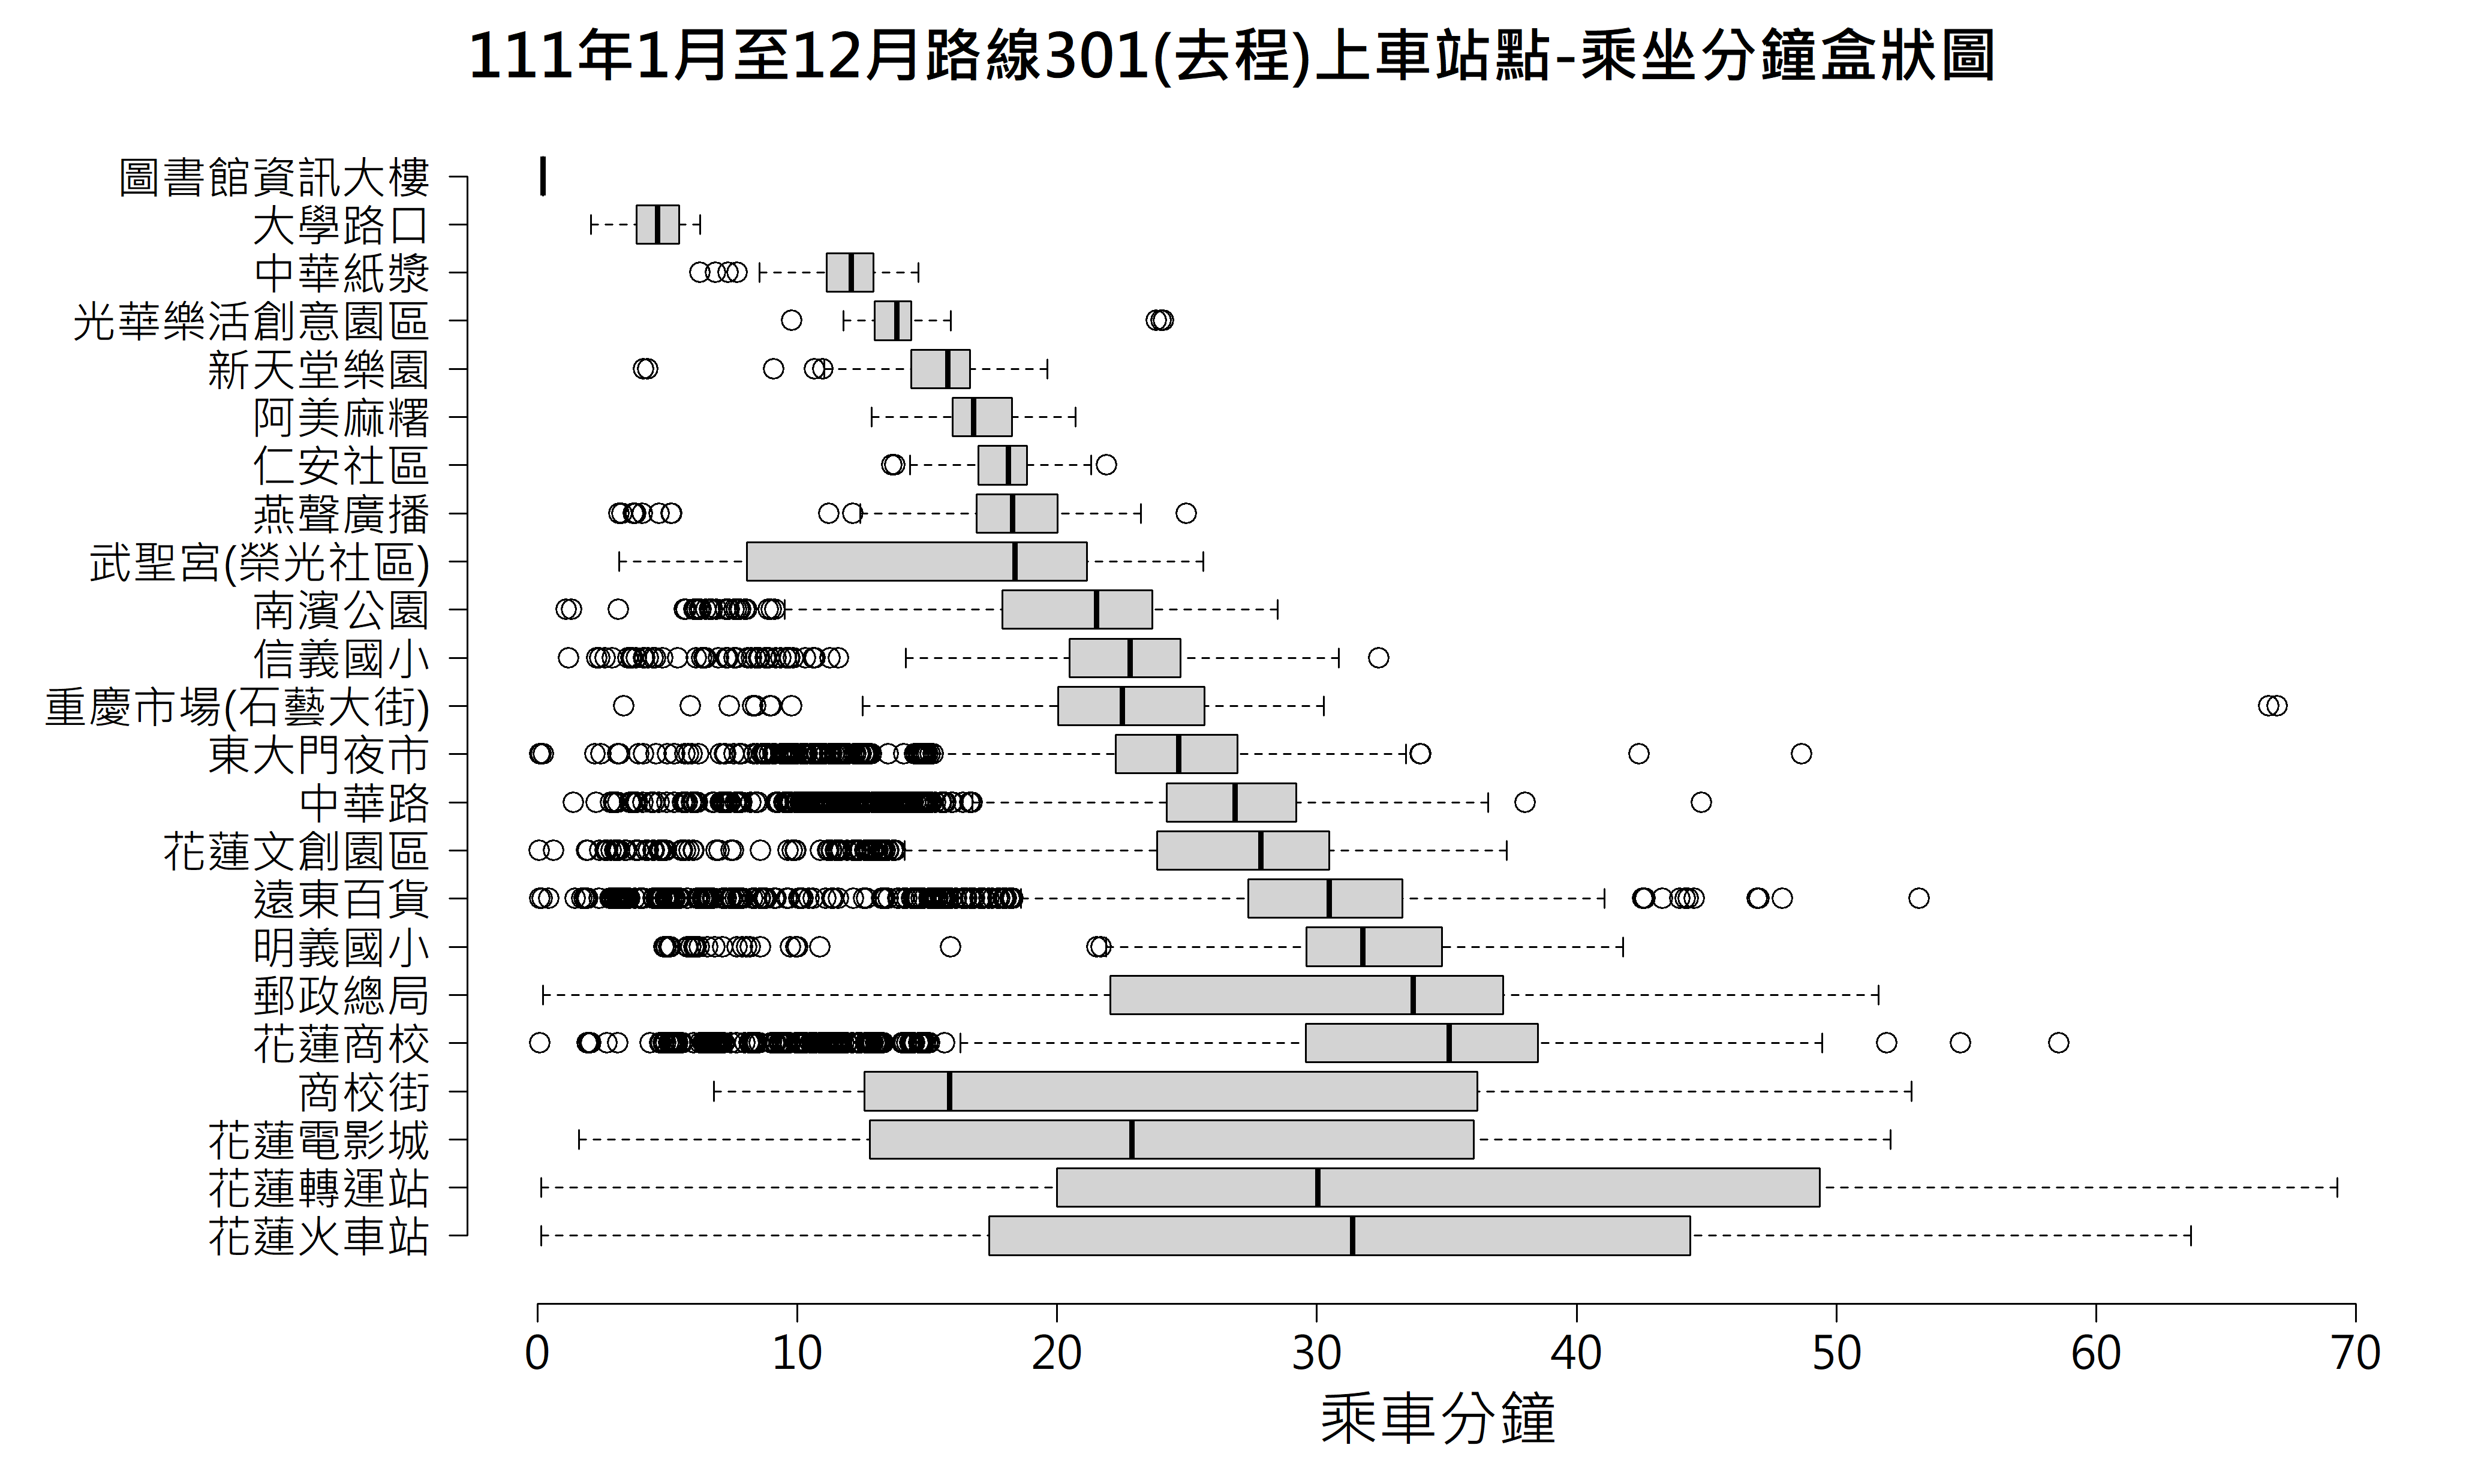 111年1月至12月路線301(去程)上車站點-乘坐分鐘盒狀圖
圖書館資訊大樓
大學路口
中華紙漿
光華樂活創意園區
新天堂樂園
阿美麻糬
仁安社區
燕聲廣播
武聖宮(榮光社區)
南濱公園
信義國小
重慶市場(石藝大街)
東大門夜市
中華路
花蓮文創園區
遠東百貨
明義國小
郵政總局
花蓮商校
商校街
花蓮電影城
花蓮轉運站
花蓮火車站
0 10 20 30 40 50 60 70
乘車分鐘